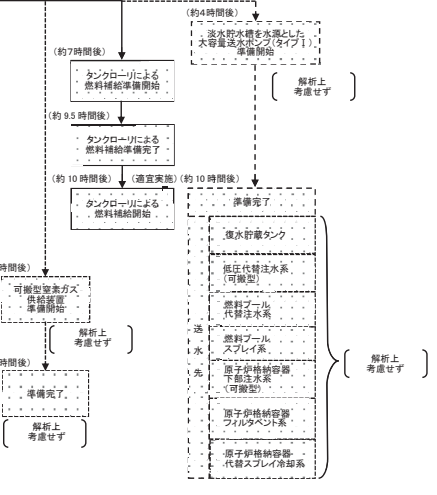 (約4時間後)
淡水貯水槽を水源とした
大容量送水ポンプ(タイプⅠ)
準備開始
解析上
考慮せず
(約7時間後)
タンクローリによる
燃料補給準備開始
(約 9.5 時間後)
タンクローリによる
燃料補給準備完了
(約 10 時間後)
(適宜実施)
タンクローリによる
燃料補給開始
(約 10 時間後)
準備完了
送水先
復水貯蔵タンク
低圧代替注水系
(可搬型)
燃料プール
代替注水系
燃料プール
スプレイ系
原子炉格納容器
下部注水系
(可搬型)
原子炉格納容器
フィルタベント系
原子炉格納容器
代替スプレイ冷却系
解析上
考慮せず
時間後)
可搬型窒素ガス
供給装置
準備開始
解析上
考慮せず
時間後)
準備完了
解析上
考慮せず